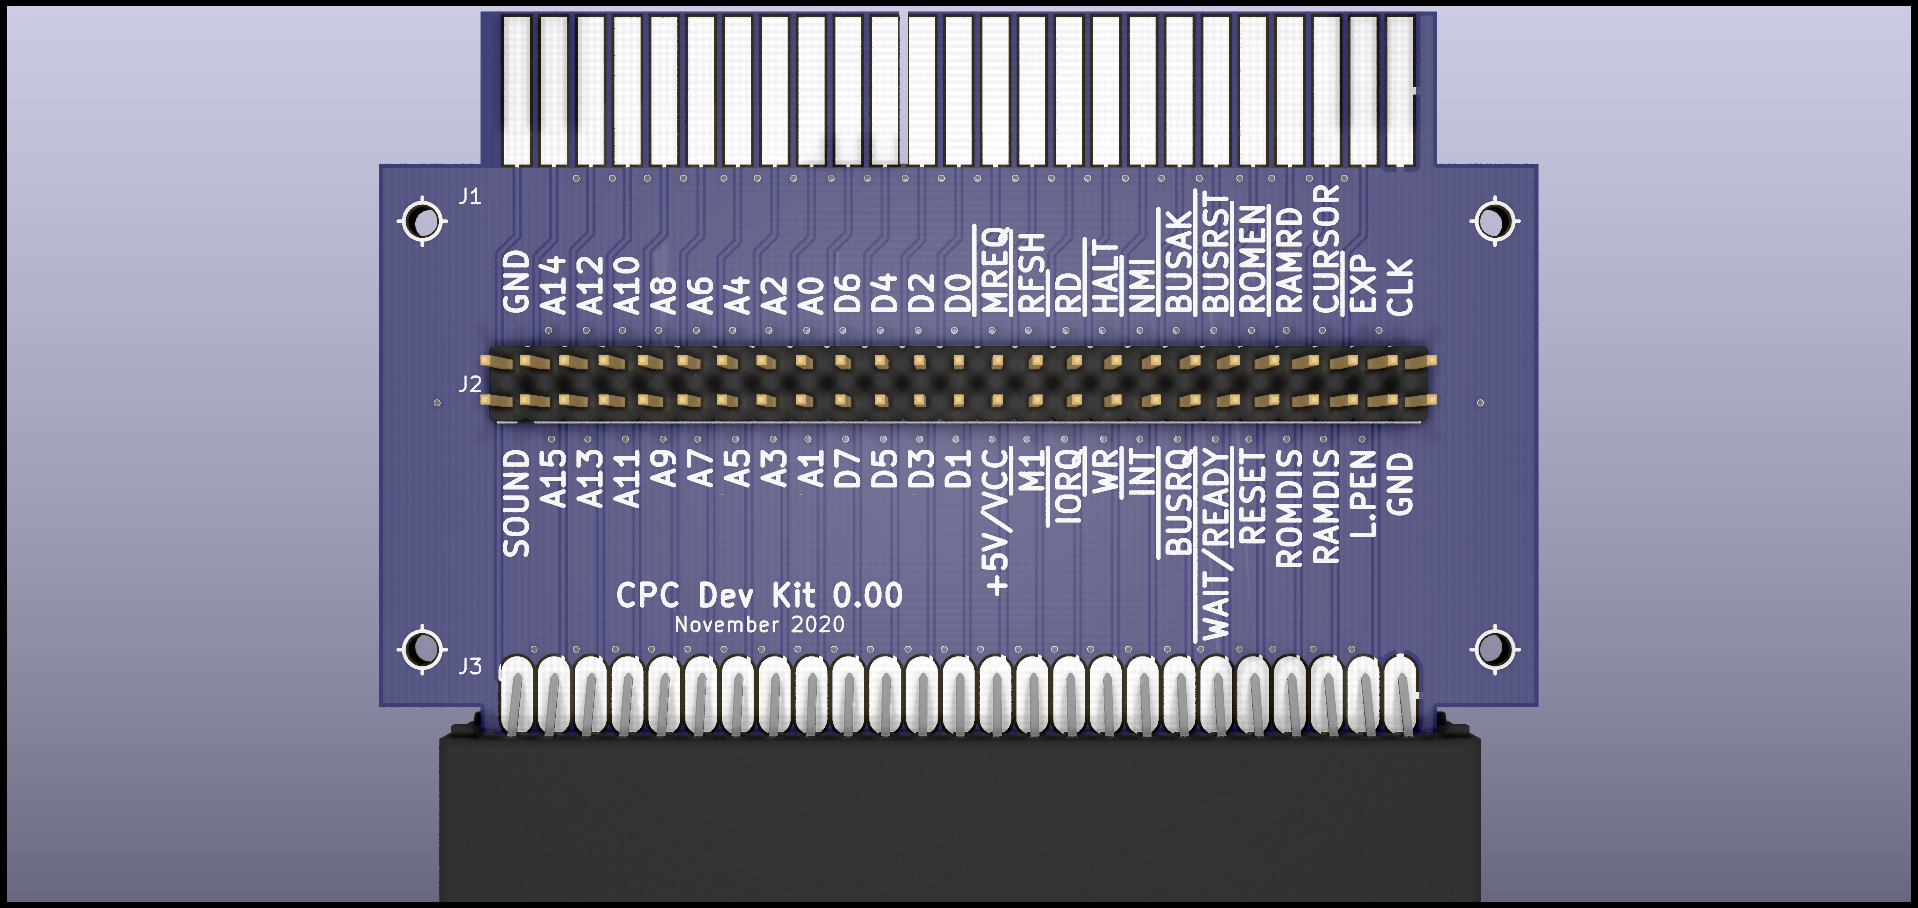 J1
GND
A14
A12
A10
A8
A6
A4
A2
A0
D6
D4
D2
D0
MREQ
RFSH
RD
HALT
NMI
BUSAK
BUSRST
ROMEN
RAMRD
CURSOR
EXP
CLK
J2
SOUND
A15
A13
A11
A9
A7
A5
A3
A1
D7
D5
D3
D1
+5V/VCC
M1
IORQ
WR
INT
BUSRQ
WAIT/READY
RESET
ROMDIS
RAMDIS
L.PEN
GND
CPC Dev Kit 0.00
November 2020
J3